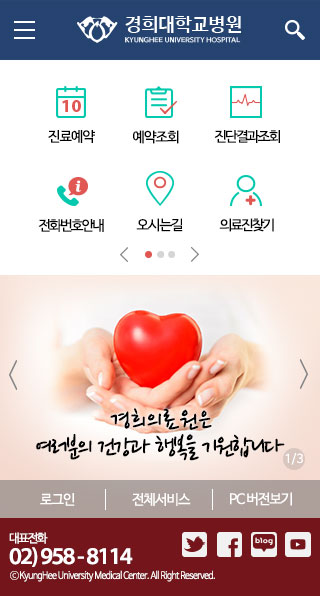 경희대학교병원
KYUNGHEE UNIVERSITY HOSPITAL
10
진료예약
예약조회
진단결과조회
전화번호안내
오시는길
의료진찾기
경희의료원은
여러분의 건강과 행복을 기원합니다
1/3
로그인
전체서비스
PC버전보기
대표전화
02) 958 - 8114
blog
ⓒKyungHee University Medical Center. All Right Reserved.